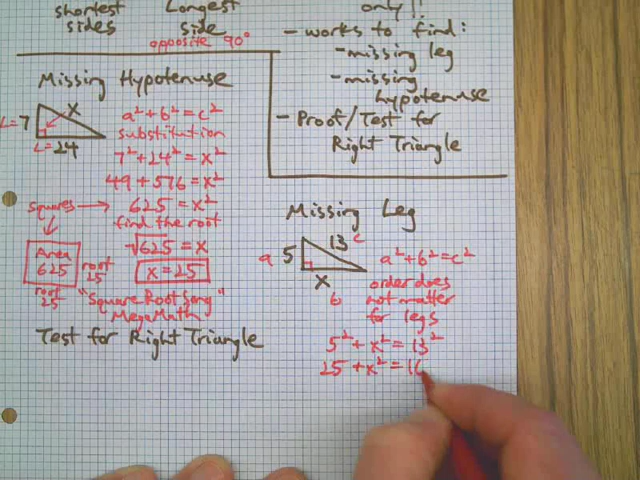 shortest
sides
Longest
side
opposite 90°
only!!
- works to find:
- missing leg
- missing
hypotenuse
- Proof/Test for
Right Triangle
Missing Hypotenuse
L=7
x
L=24
a²+b²=c²
substitution
7²+24²=x²
49+576=x²
squares
625=x²
find the root
√625=x
x=25
Area
625
root
25
root
25
"Square Root Song"
MegaMath
Test for Right Triangle
Missing Leg
a
5
13
c
x
b
a²+b²=c²
order does
not matter
for legs
5²+x²=13²
25+x²=16